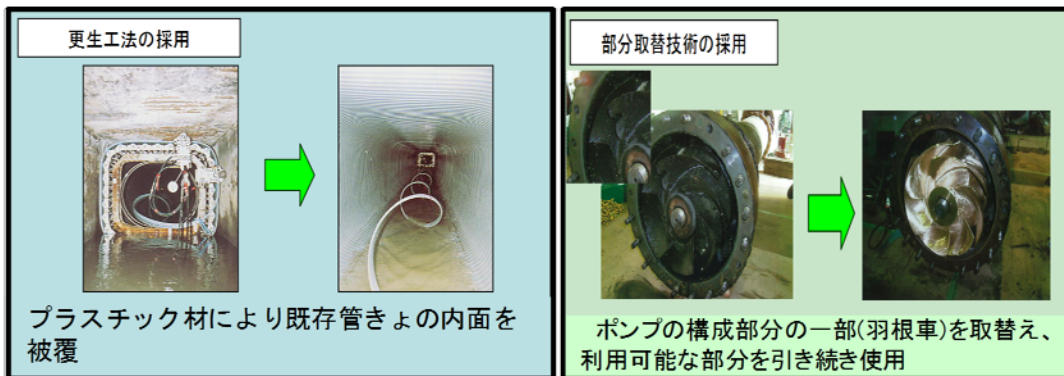 更生工法の採用
プラスチック材により既存管きょの内面を
被覆
部分取替技術の採用
ポンプの構成部分の一部(羽根車)を取替え、
利用可能な部分を引き続き使用